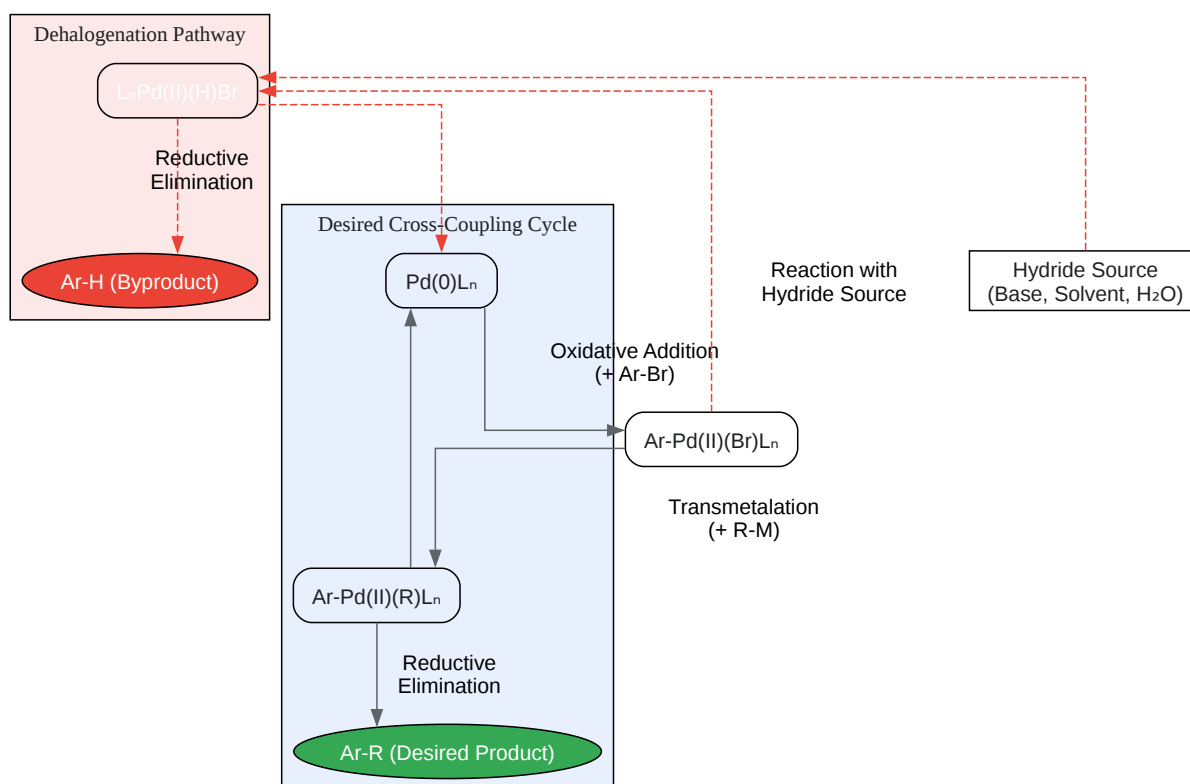 Dehalogenation Pathway
LₙPd(II)(H)Br
Reductive
Elimination
Ar-H (Byproduct)
Desired Cross-Coupling Cycle
Pd(0)Lₙ
Reaction with
Hydride Source
Hydride Source
(Base, Solvent, H₂O)
Oxidative Addition
(+ Ar-Br)
Ar-Pd(II)(Br)Lₙ
Transmetalation
(+ R-M)
Ar-Pd(II)(R)Lₙ
Reductive
Elimination
Ar-R (Desired Product)